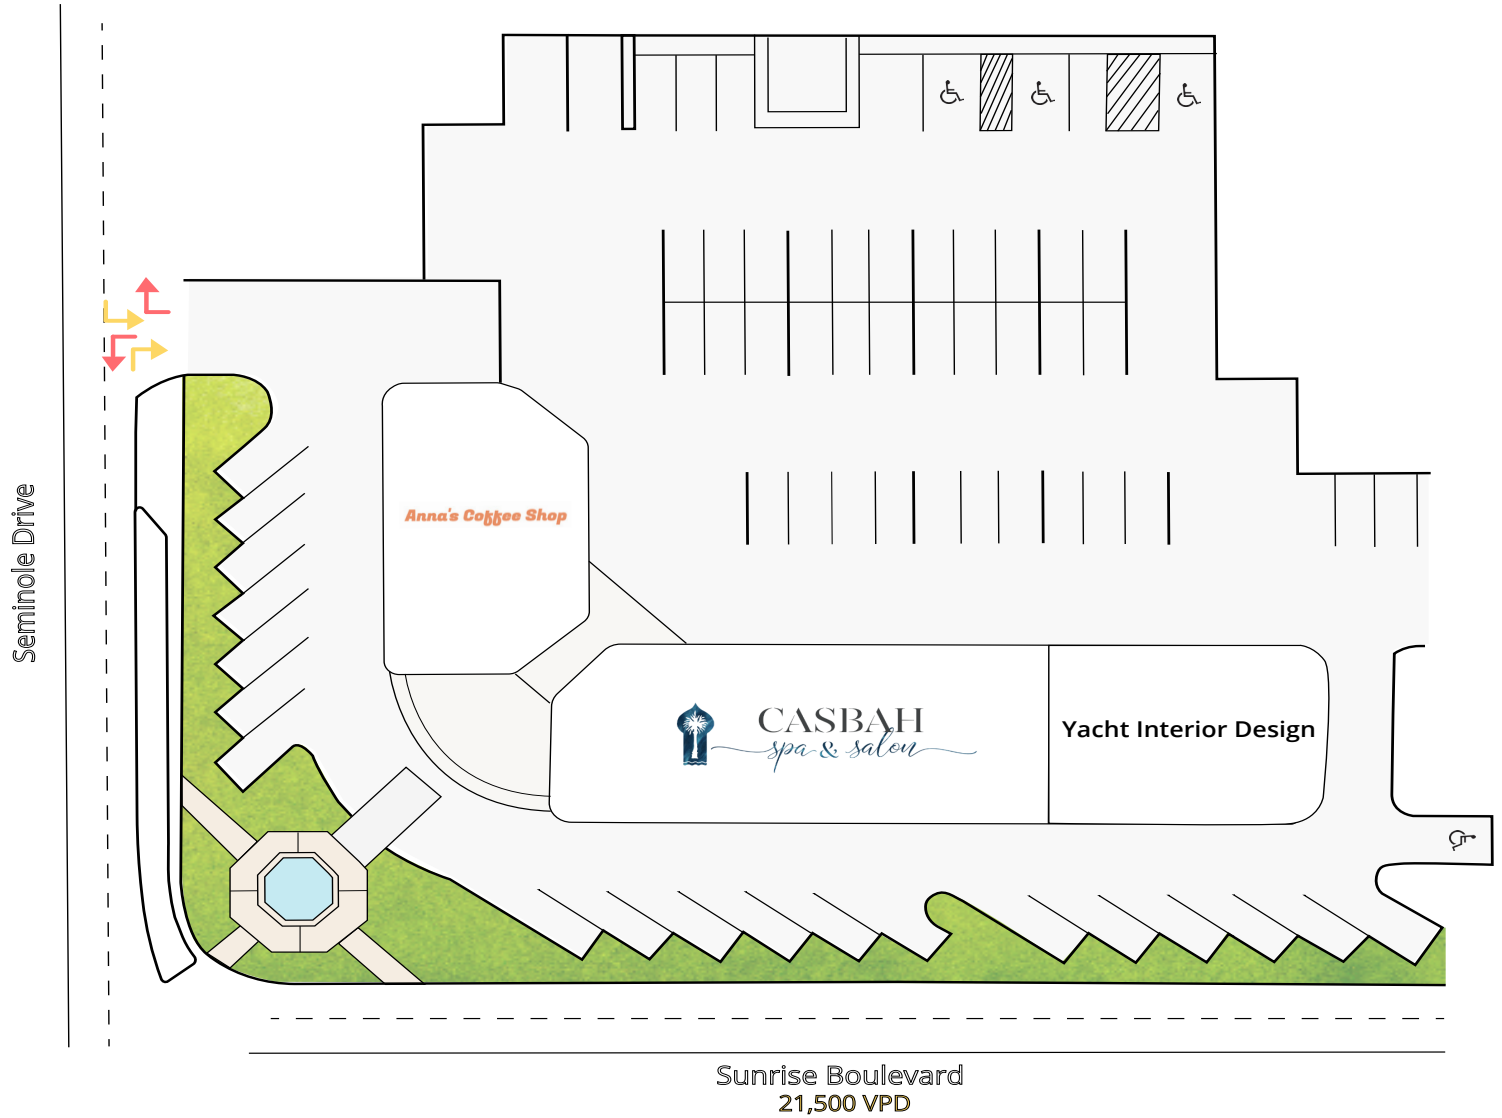 Seminole Drive
Anna's Coffee Shop
CASBAH
spa & salon
Yacht Interior Design
Sunrise Boulevard
21,500 VPD